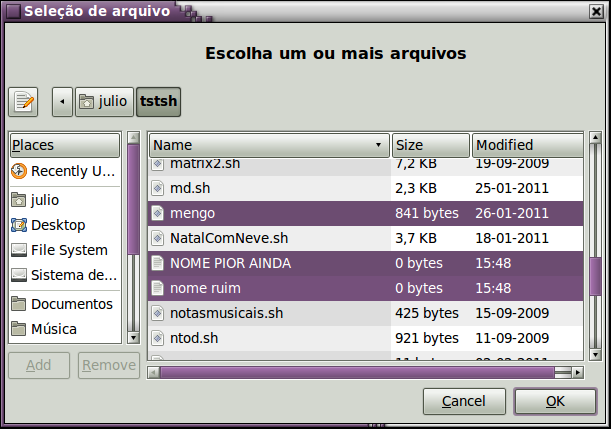 Seleção de arquivo
Escolha um ou mais arquivos
julio
tstsh
Places
Recently U...
julio
Desktop
File System
Sistema de...
Documentos
Música
Add
Remove
Name Size Modified
matrix2.sh 7,2 KB 19-09-2009
md.sh 2,3 KB 25-01-2011
mengo 841 bytes 26-01-2011
NatalComNeve.sh 3,7 KB 18-01-2011
NOME PIOR AINDA 0 bytes 15:48
nome ruim 0 bytes 15:48
notasmusicais.sh 425 bytes 15-09-2009
ntod.sh 921 bytes 11-09-2009
Cancel
OK